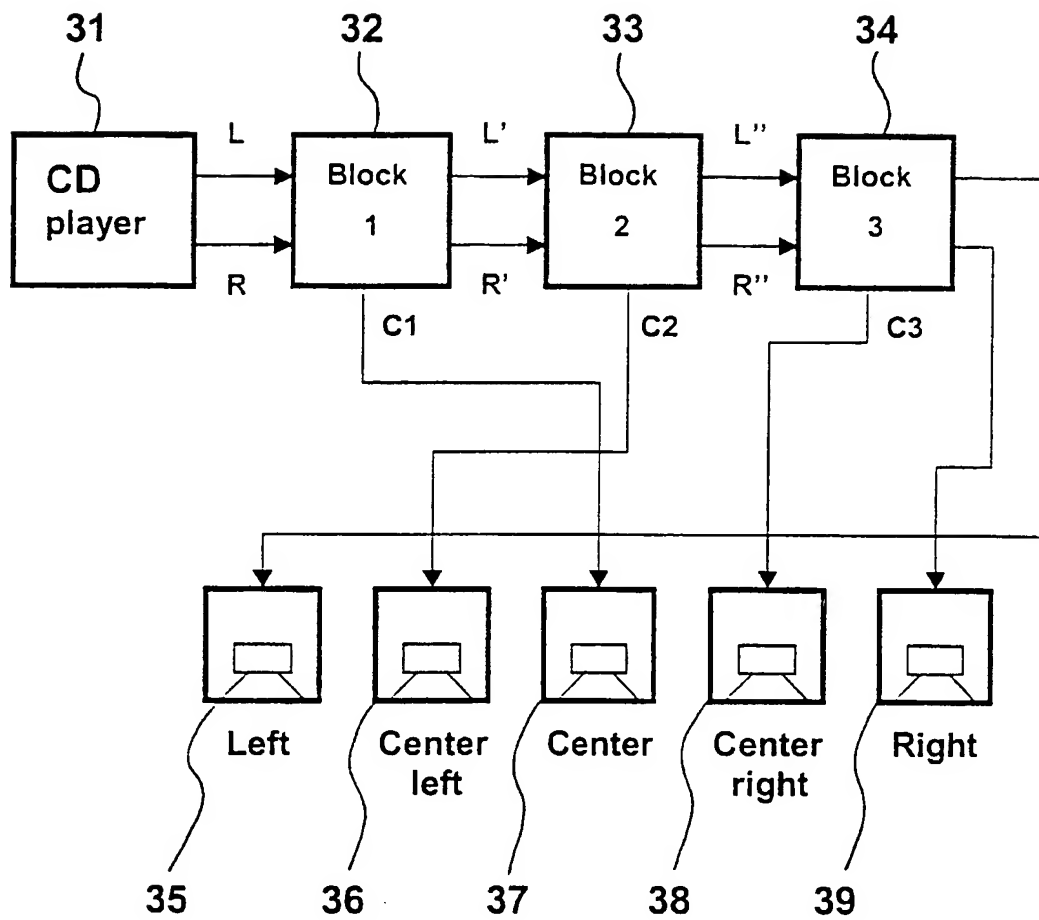 31
32
33
34
L
L'
L''
CD
player
Block
1
Block
2
Block
3
R
R'
R''
C1
C2
C3
Left
Center
left
Center
Center
right
Right
35
36
37
38
39